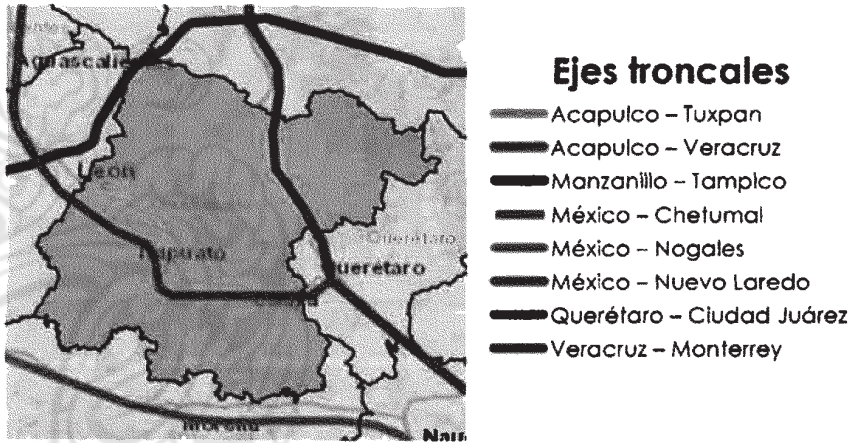 León
Querétaro
Querétaro
Ejes troncales
Acapulco – Tuxpan
Acapulco – Veracruz
Manzanillo – Tampico
México – Chetumal
México – Nogales
México – Nuevo Laredo
Querétaro – Ciudad Juárez
Veracruz – Monterrey